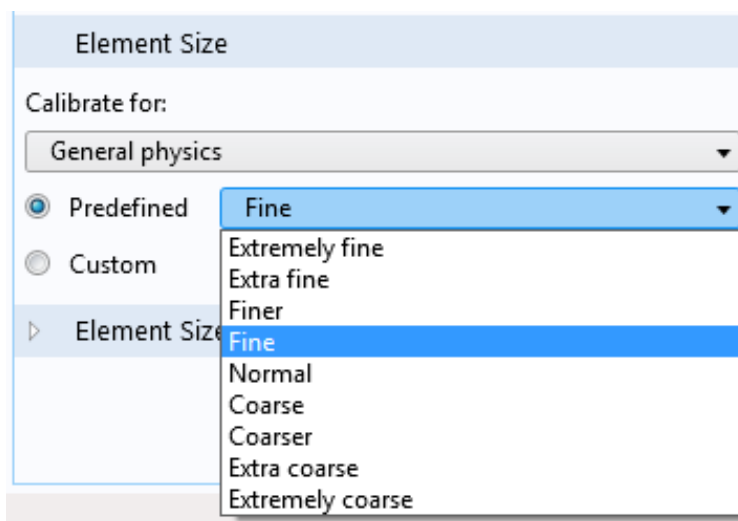 Element Size
Calibrate for:
General physics
Predefined
Fine
Extremely fine
Extra fine
Custom
Finer
Element Size
Fine
Normal
Coarse
Coarser
Extra coarse
Extremely coarse